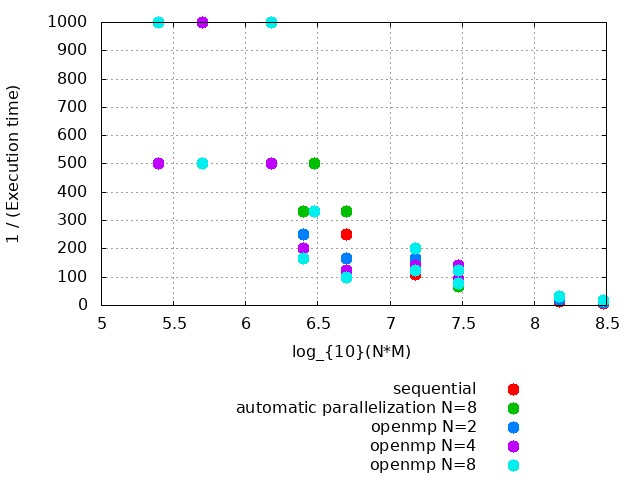 1000
900
800
700
600
500
400
300
200
100
0
1 / (Execution time)
5 5.5 6 6.5 7 7.5 8 8.5
log_{10}(N*M)
sequential
automatic parallelization N=8
openmp N=2
openmp N=4
openmp N=8